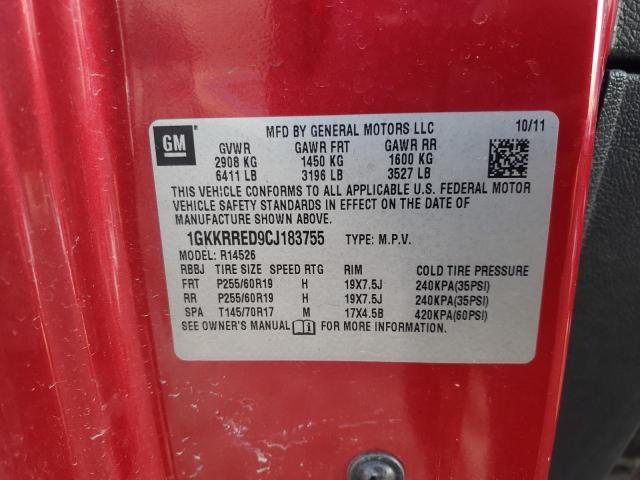 GM
MFD BY GENERAL MOTORS LLC 10/11
GVWR GAWR FRT GAWR RR
2908 KG 1450 KG 1600 KG
6411 LB 3196 LB 3527 LB
THIS VEHICLE CONFORMS TO ALL APPLICABLE U.S. FEDERAL MOTOR
VEHICLE SAFETY STANDARDS IN EFFECT ON THE DATE OF
MANUFACTURE SHOWN ABOVE.
1GKKRRED9CJ183755 TYPE: M.P.V.
MODEL: R14526
RBBJ TIRE SIZE SPEED RTG RIM COLD TIRE PRESSURE
FRT P255/60R19 H 19X7.5J 240KPA(35PSI)
RR P255/60R19 H 19X7.5J 240KPA(35PSI)
SPA T145/70R17 M 17X4.5B 420KPA(60PSI)
SEE OWNER'S MANUAL FOR MORE INFORMATION.